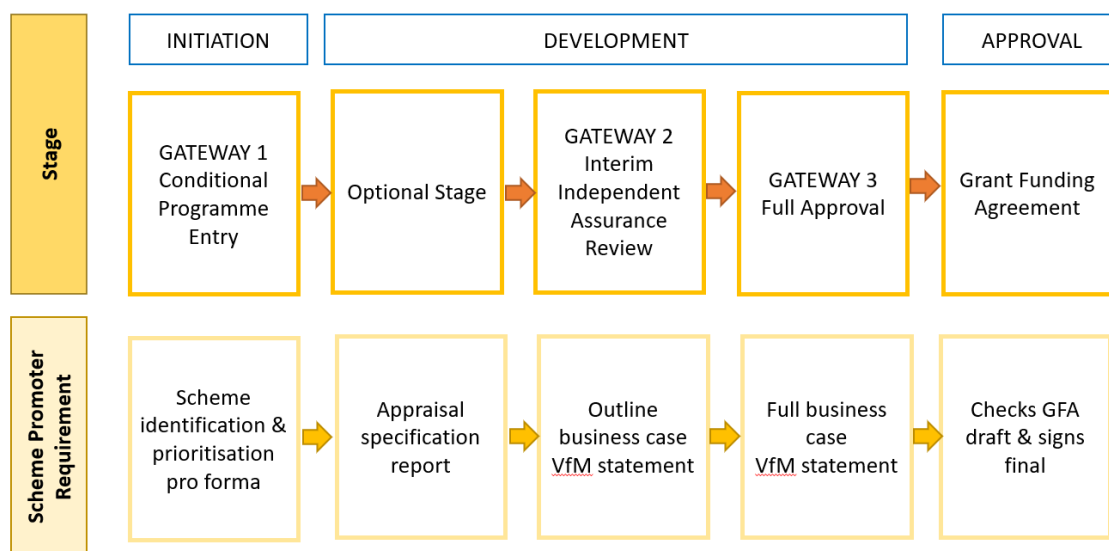 INITIATION
DEVELOPMENT
APPROVAL
Stage
GATEWAY 1
Conditional
Programme
Entry
Optional Stage
GATEWAY 2
Interim
Independent
Assurance
Review
GATEWAY 3
Full Approval
Grant Funding
Agreement
Scheme Promoter
Requirement
Scheme
identification &
prioritisation
pro forma
Appraisal
specification
report
Outline
business case
VfM statement
Full business
case
VfM statement
Checks GFA
draft & signs
final